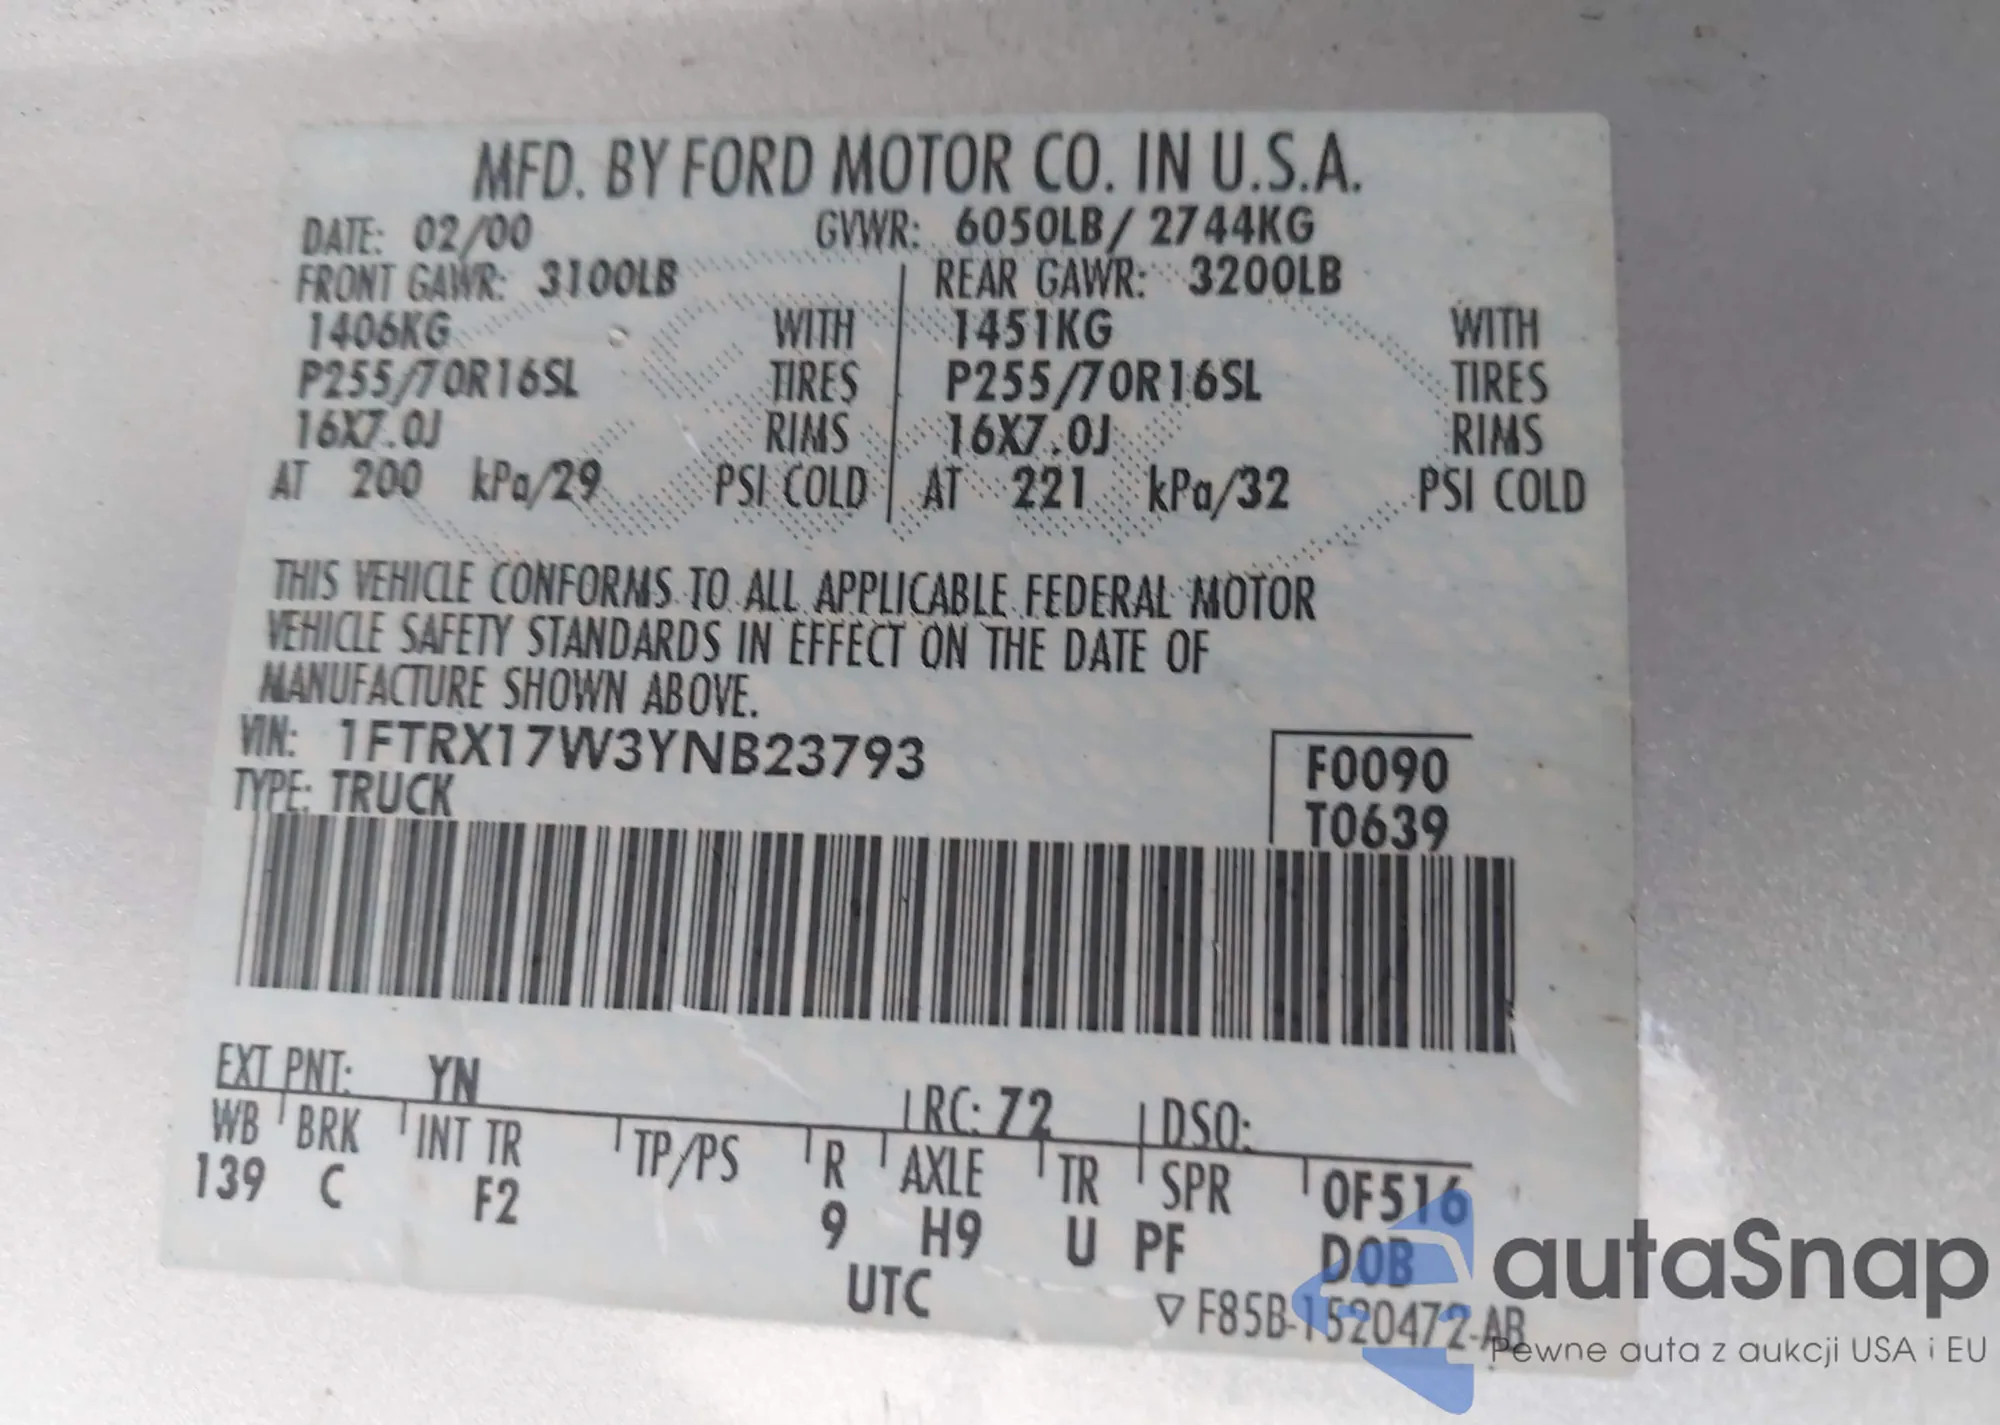 MFD. BY FORD MOTOR CO. IN U.S.A.
DATE: 02/00 GVWR: 6050LB/ 2744KG
FRONT GAWR: 3100LB REAR GAWR: 3200LB
1406KG WITH 1451KG WITH
P255/70R16SL TIRES P255/70R16SL TIRES
16X7.0J RIMS 16X7.0J RIMS
AT 200 kPa/29 PSI COLD AT 221 kPa/32 PSI COLD
THIS VEHICLE CONFORMS TO ALL APPLICABLE FEDERAL MOTOR
VEHICLE SAFETY STANDARDS IN EFFECT ON THE DATE OF
MANUFACTURE SHOWN ABOVE.
VIN: 1FTRX17W3YNB23793 F0090
TYPE: TRUCK T0639
EXT PNT: YN RC: 72 DSO:
WB BRK INT TR TP/PS R AXLE TR SPR 0F516
139 C F2 9 H9 U PF D0B
UTC ▽ F85B-1520472-AB
autaSnap
Pewne auta z aukcji USA i EU